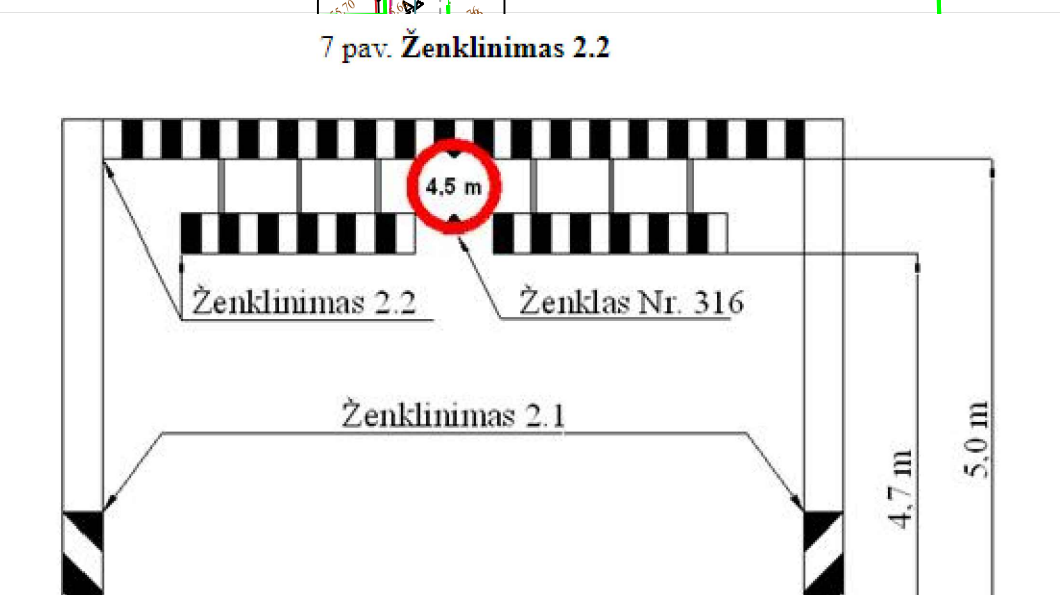 7 pav. Ženklinimas 2.2
4,5 m
Ženklinimas 2.2
Ženklas Nr. 316
Ženklinimas 2.1
4,7 m
5,0 m